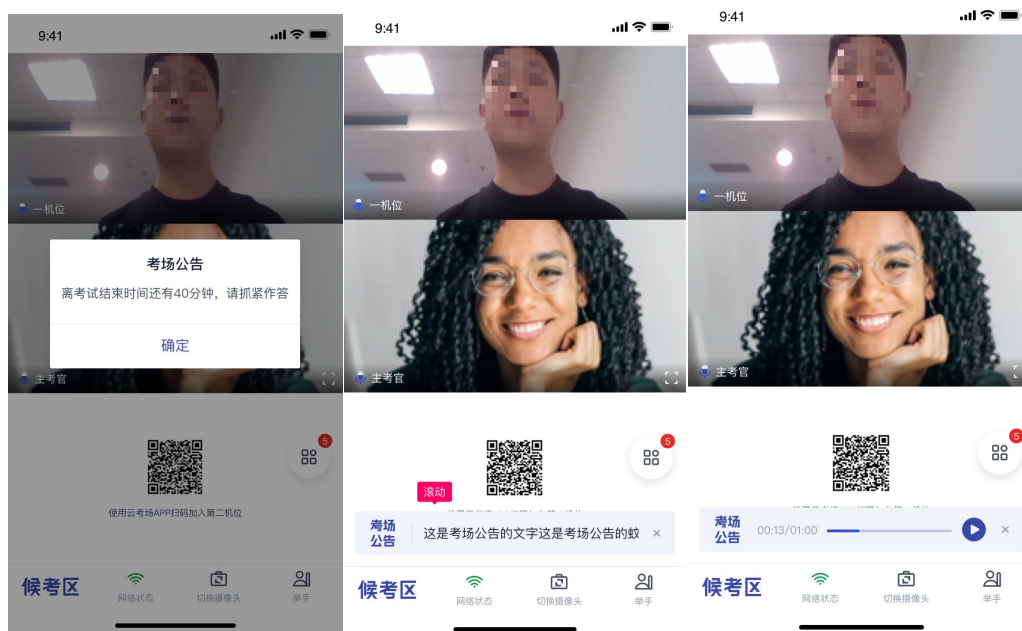 9:41
一机位
考场公告
离考试结束时间还有40分钟，请抓紧作答
确定
主考官
5
使用云考场APP扫码加入第二机位
候考区
网络状态
切换摄像头
举手
9:41
一机位
主考官
5
滚动
考场
公告
这是考场公告的文字这是考场公告的蚊
×
候考区
网络状态
切换摄像头
举手
9:41
一机位
主考官
5
考场
公告
00:13/01:00
×
候考区
网络状态
切换摄像头
举手